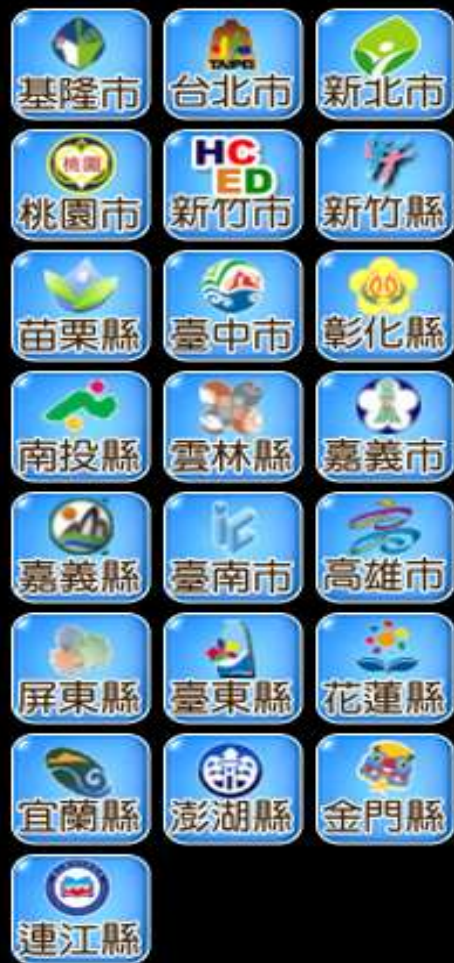 TAIPEI
基隆市 台北市 新北市
桃園 HC
ED
桃園市 新竹市 新竹縣
苗栗縣 臺中市 彰化縣
南投縣 雲林縣 嘉義市
ic
嘉義縣 臺南市 高雄市
屏東縣 臺東縣 花蓮縣
宜蘭縣 澎湖縣 金門縣
連江縣